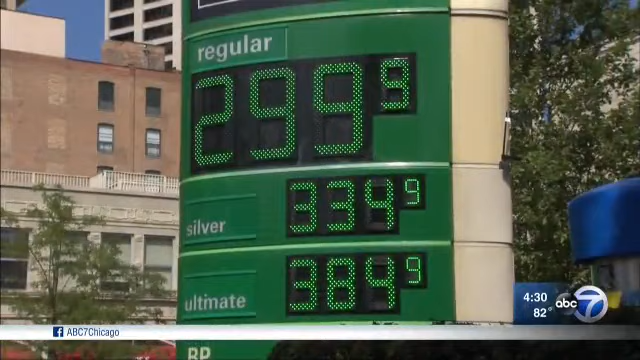 regular
299 9
silver
334 9
ultimate
384 9
BP
4:30
82°
abc 7
ABC7Chicago